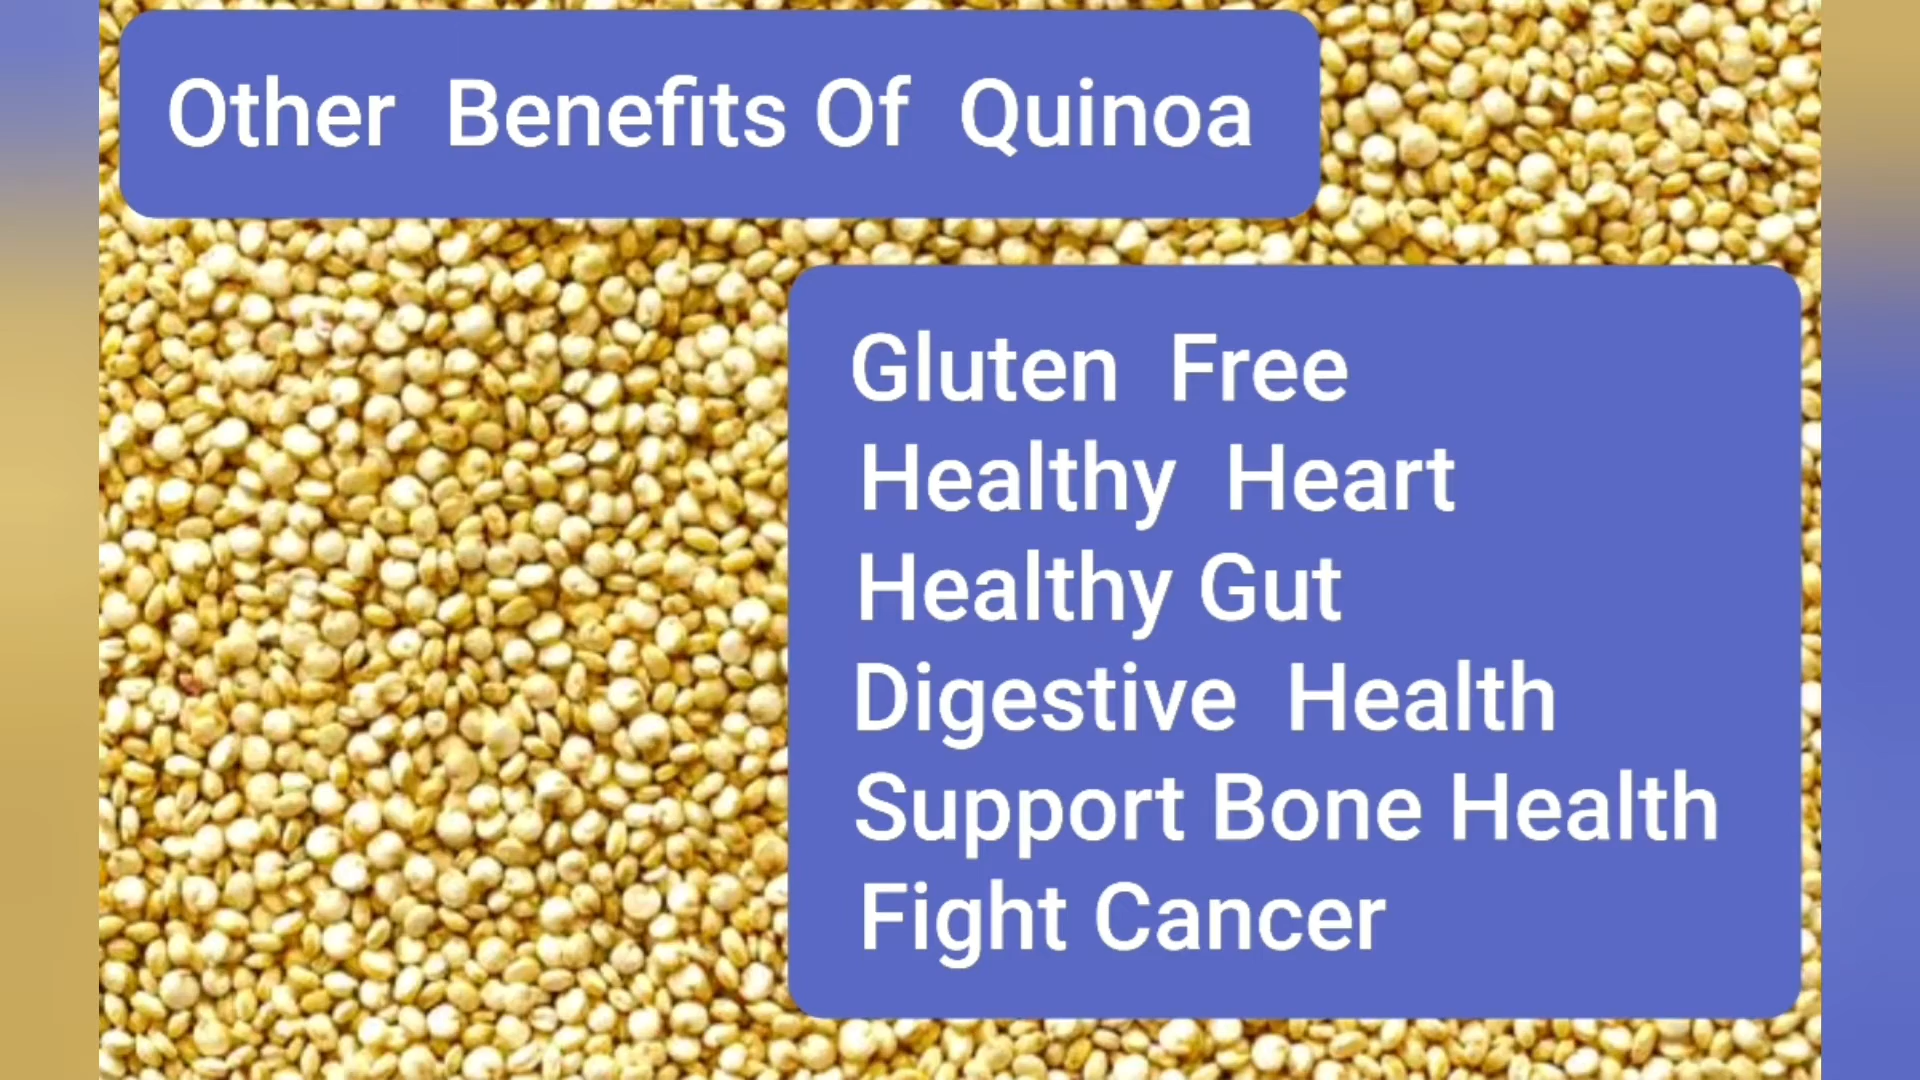 Other Benefits Of Quinoa
Gluten Free
Healthy Heart
Healthy Gut
Digestive Health
Support Bone Health
Fight Cancer